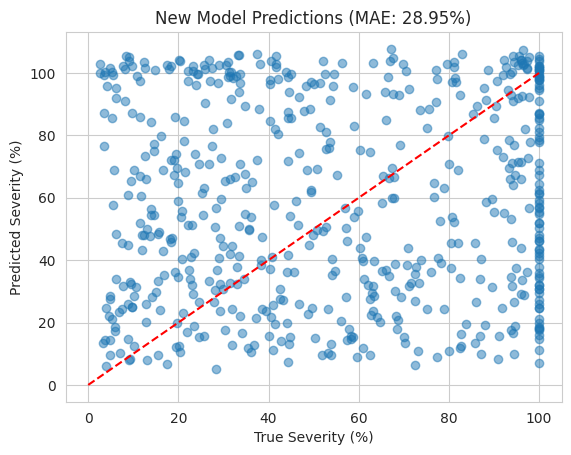 New Model Predictions (MAE: 28.95%)
100
80
60
40
20
0
Predicted Severity (%)
0 20 40 60 80 100
True Severity (%)